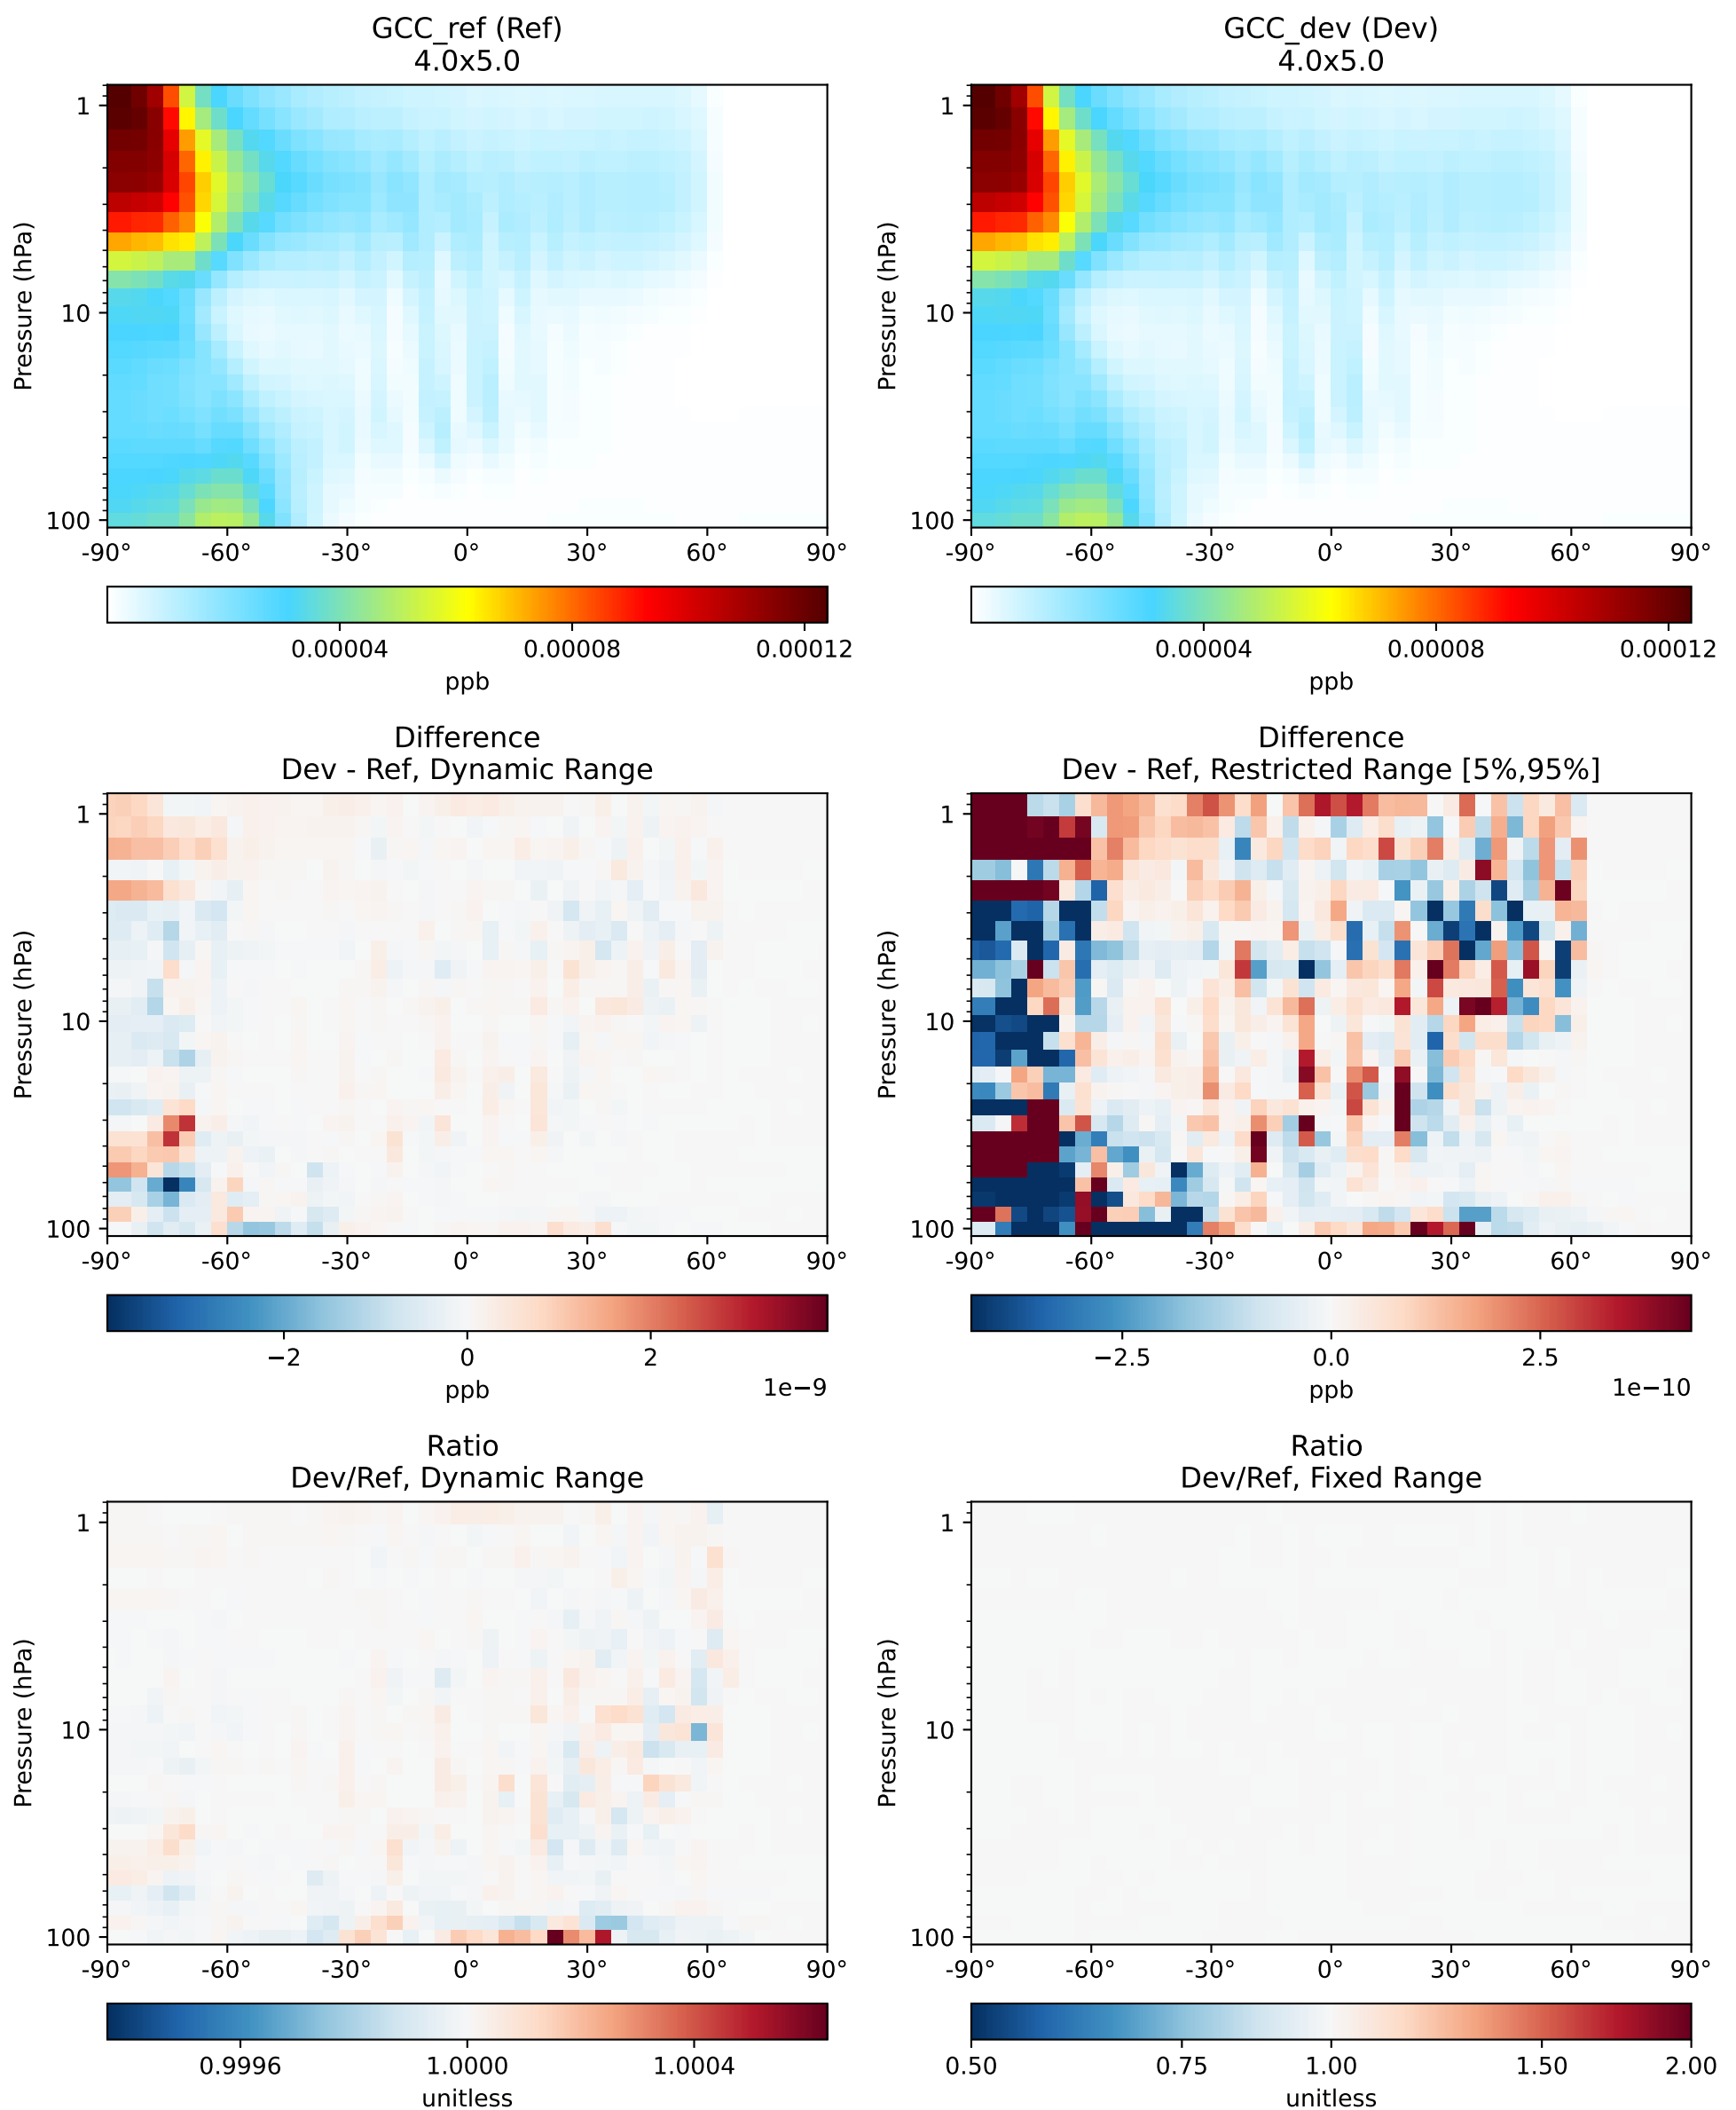 GCC_ref (Ref)
4.0x5.0
Pressure (hPa)
1
10
100
-90° -60° -30° 0° 30° 60° 90°
0.00004 0.00008 0.00012
ppb
GCC_dev (Dev)
4.0x5.0
Pressure (hPa)
1
10
100
-90° -60° -30° 0° 30° 60° 90°
0.00004 0.00008 0.00012
ppb
Difference
Dev - Ref, Dynamic Range
Pressure (hPa)
1
10
100
-90° -60° -30° 0° 30° 60° 90°
−2 0 2
ppb
1e−9
Difference
Dev - Ref, Restricted Range [5%,95%]
Pressure (hPa)
1
10
100
-90° -60° -30° 0° 30° 60° 90°
−2.5 0.0 2.5
ppb
1e−10
Ratio
Dev/Ref, Dynamic Range
Pressure (hPa)
1
10
100
-90° -60° -30° 0° 30° 60° 90°
0.9996 1.0000 1.0004
unitless
Ratio
Dev/Ref, Fixed Range
Pressure (hPa)
1
10
100
-90° -60° -30° 0° 30° 60° 90°
0.50 0.75 1.00 1.50 2.00
unitless